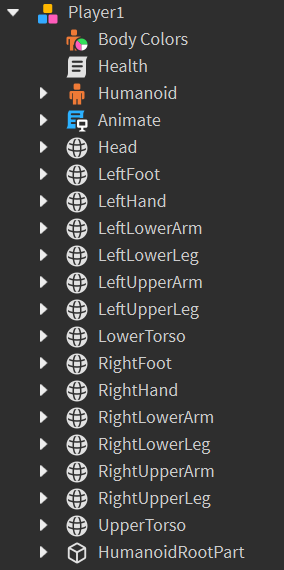 Player1
Body Colors
Health
Humanoid
Animate
Head
LeftFoot
LeftHand
LeftLowerArm
LeftLowerLeg
LeftUpperArm
LeftUpperLeg
LowerTorso
RightFoot
RightHand
RightLowerArm
RightLowerLeg
RightUpperArm
RightUpperLeg
UpperTorso
HumanoidRootPart